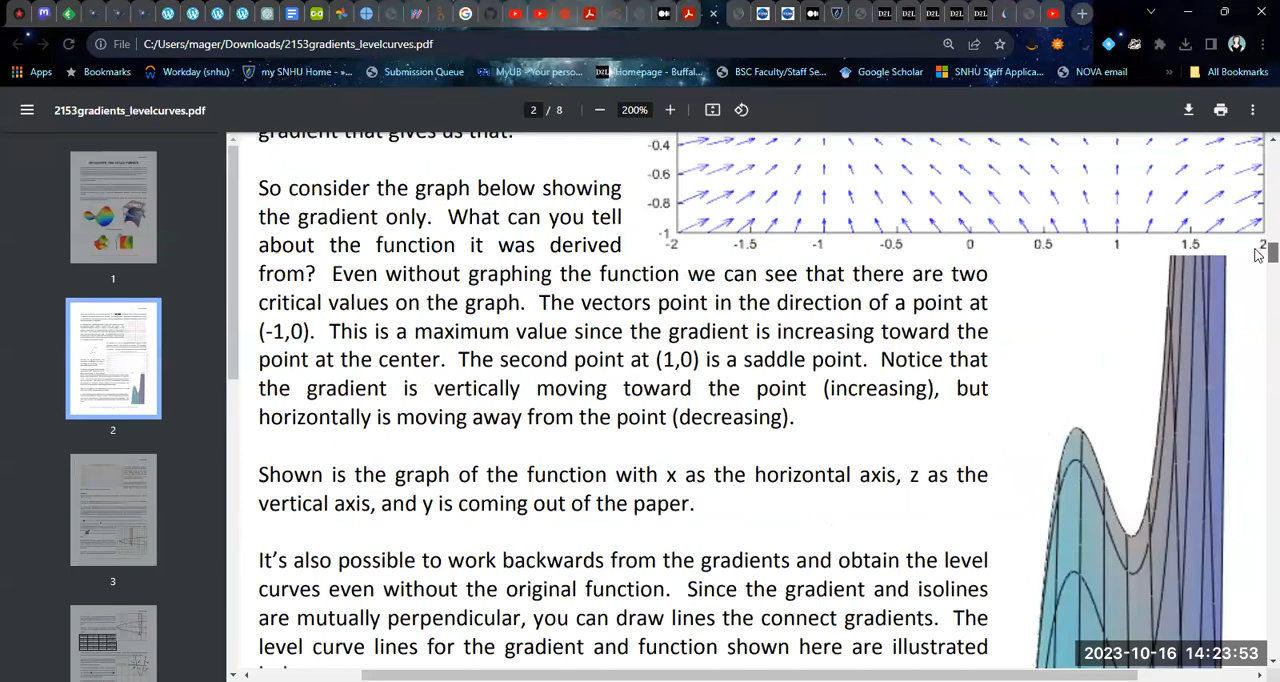 File C:/Users/mager/Downloads/2153gradients_levelcurves.pdf
Apps Bookmarks Workday (snhu) my SNHU Home - ... Submission Queue MyUB - Your perso... Homepage - Buffal... BSC Faculty/Staff Se... Google Scholar SNHU Staff Applica... NOVA email » All Bookmarks
2153gradients_levelcurves.pdf 2 / 8 200%
gradient that gives us that.
-0.4
-0.6
-0.8
-1
-2 -1.5 -1 -0.5 0 0.5 1 1.5 2
So consider the graph below showing
the gradient only. What can you tell
about the function it was derived
from? Even without graphing the function we can see that there are two
critical values on the graph. The vectors point in the direction of a point at
(-1,0). This is a maximum value since the gradient is increasing toward the
point at the center. The second point at (1,0) is a saddle point. Notice that
the gradient is vertically moving toward the point (increasing), but
horizontally is moving away from the point (decreasing).
Shown is the graph of the function with x as the horizontal axis, z as the
vertical axis, and y is coming out of the paper.
It's also possible to work backwards from the gradients and obtain the level
curves even without the original function. Since the gradient and isolines
are mutually perpendicular, you can draw lines the connect gradients. The
level curve lines for the gradient and function shown here are illustrated
1
2
3
2023-10-16 14:23:53